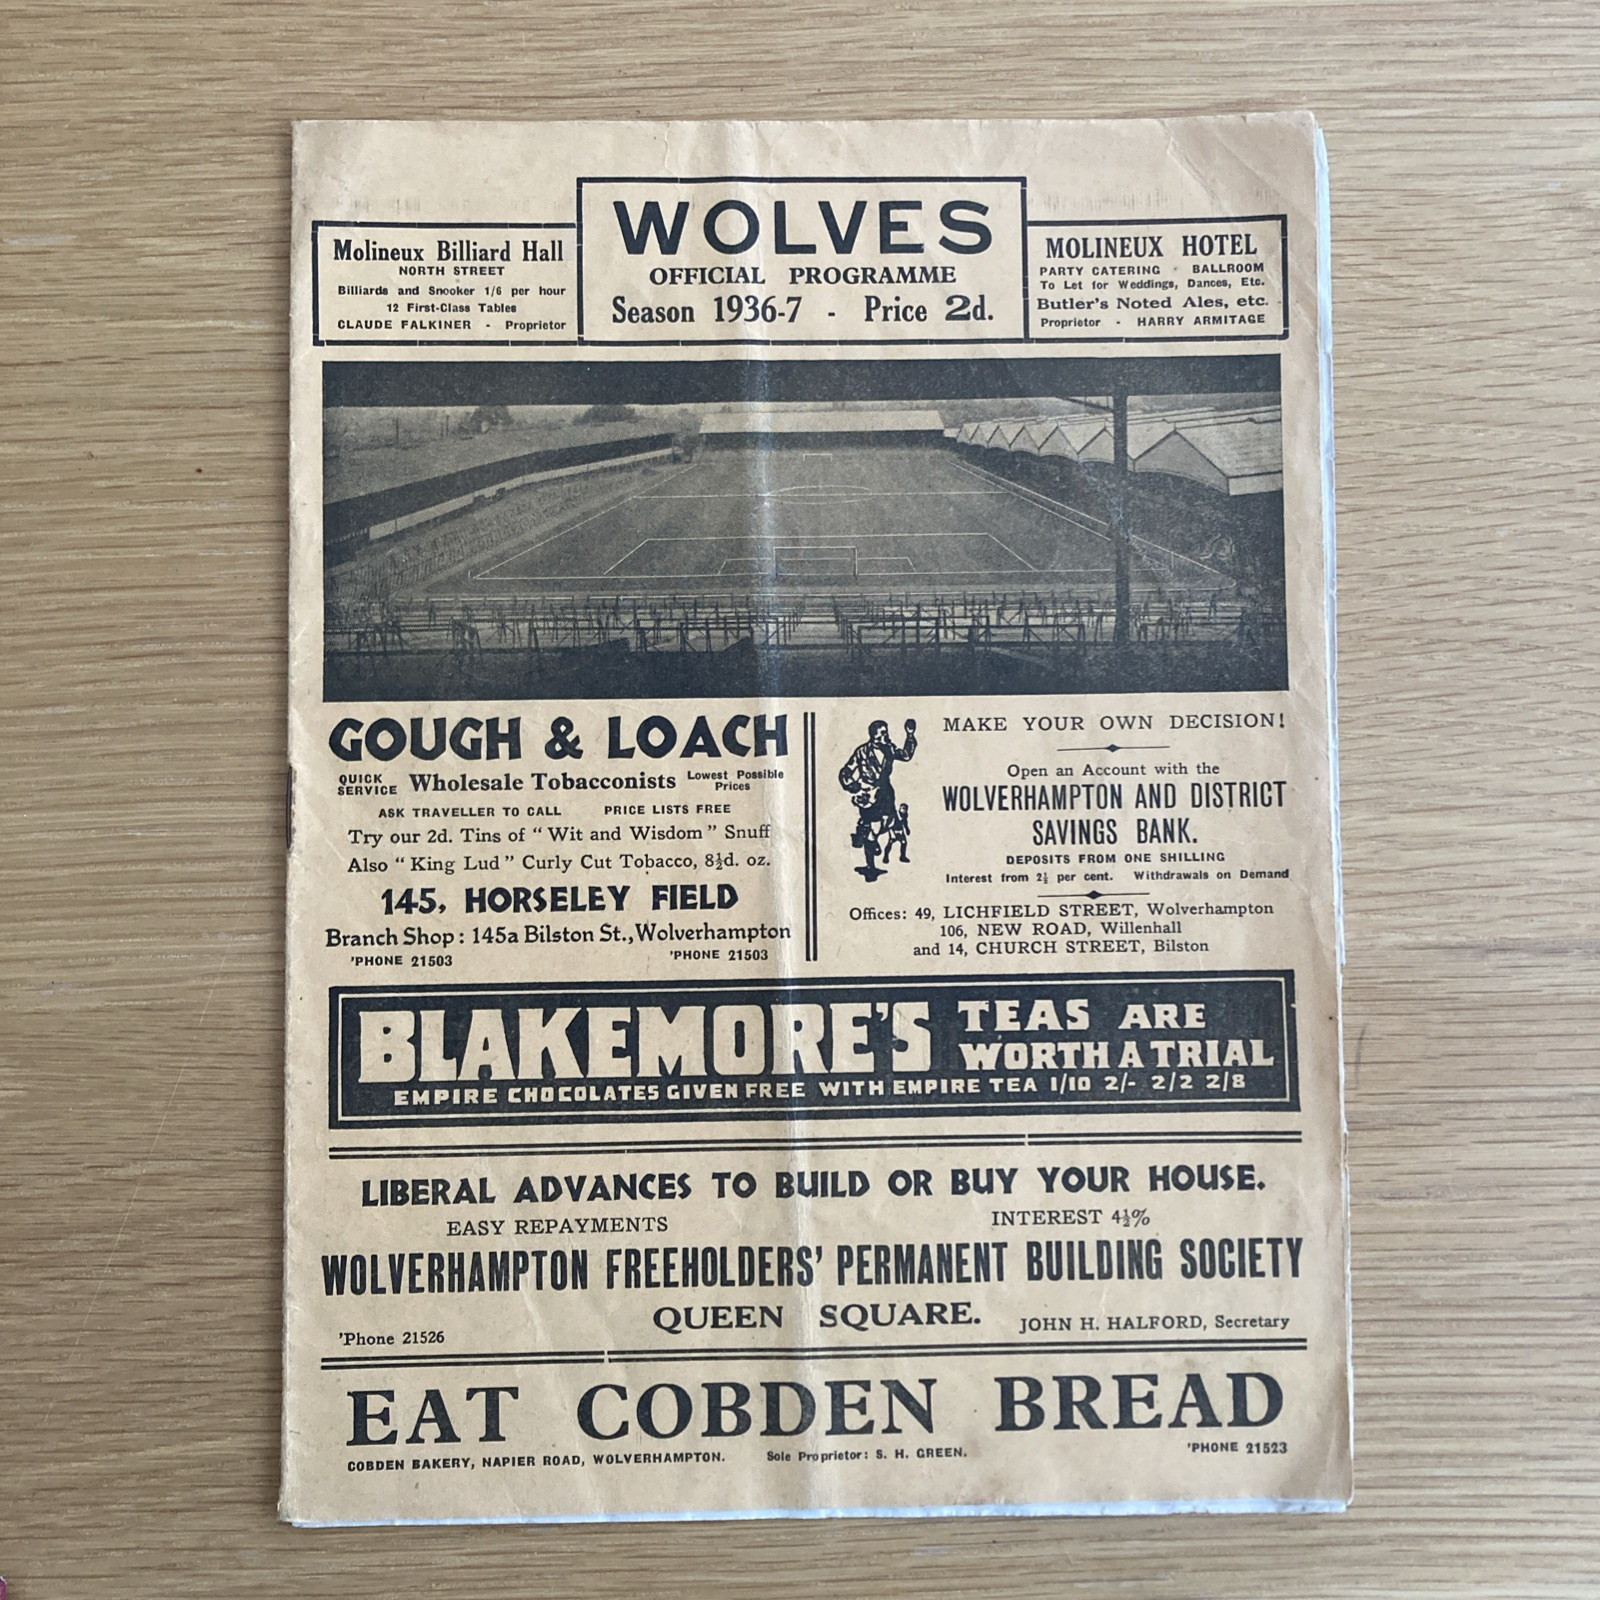 WOLVES
OFFICIAL PROGRAMME
Season 1936-7 - Price 2d.
Molineux Billiard Hall
NORTH STREET
Billiards and Snooker 1/6 per hour
12 First-Class Tables
CLAUDE FALKINER - Proprietor
MOLINEUX HOTEL
PARTY CATERING - BALLROOM
To Let for Weddings, Dances, Etc.
Butler's Noted Ales, etc.
Proprietor - HARRY ARMITAGE
GOUGH & LOACH
QUICK SERVICE Wholesale Tobacconists Lowest Possible Prices
ASK TRAVELLER TO CALL PRICE LISTS FREE
Try our 2d. Tins of "Wit and Wisdom" Snuff
Also "King Lud" Curly Cut Tobacco, 8½d. oz.
145, HORSELEY FIELD
Branch Shop: 145a Bilston St., Wolverhampton
'PHONE 21503 'PHONE 21503
MAKE YOUR OWN DECISION!
Open an Account with the
WOLVERHAMPTON AND DISTRICT
SAVINGS BANK.
DEPOSITS FROM ONE SHILLING
Interest from 2½ per cent. Withdrawals on Demand
Offices: 49, LICHFIELD STREET, Wolverhampton
106, NEW ROAD, Willenhall
and 14, CHURCH STREET, Bilston
BLAKEMORE'S TEAS ARE
WORTH A TRIAL
EMPIRE CHOCOLATES GIVEN FREE WITH EMPIRE TEA 1/10 2/- 2/2 2/8
LIBERAL ADVANCES TO BUILD OR BUY YOUR HOUSE.
EASY REPAYMENTS INTEREST 4½%
WOLVERHAMPTON FREEHOLDERS' PERMANENT BUILDING SOCIETY
QUEEN SQUARE.
'Phone 21526 JOHN H. HALFORD, Secretary
EAT COBDEN BREAD
COBDEN BAKERY, NAPIER ROAD, WOLVERHAMPTON. Sole Proprietor: S. H. GREEN. 'PHONE 21523